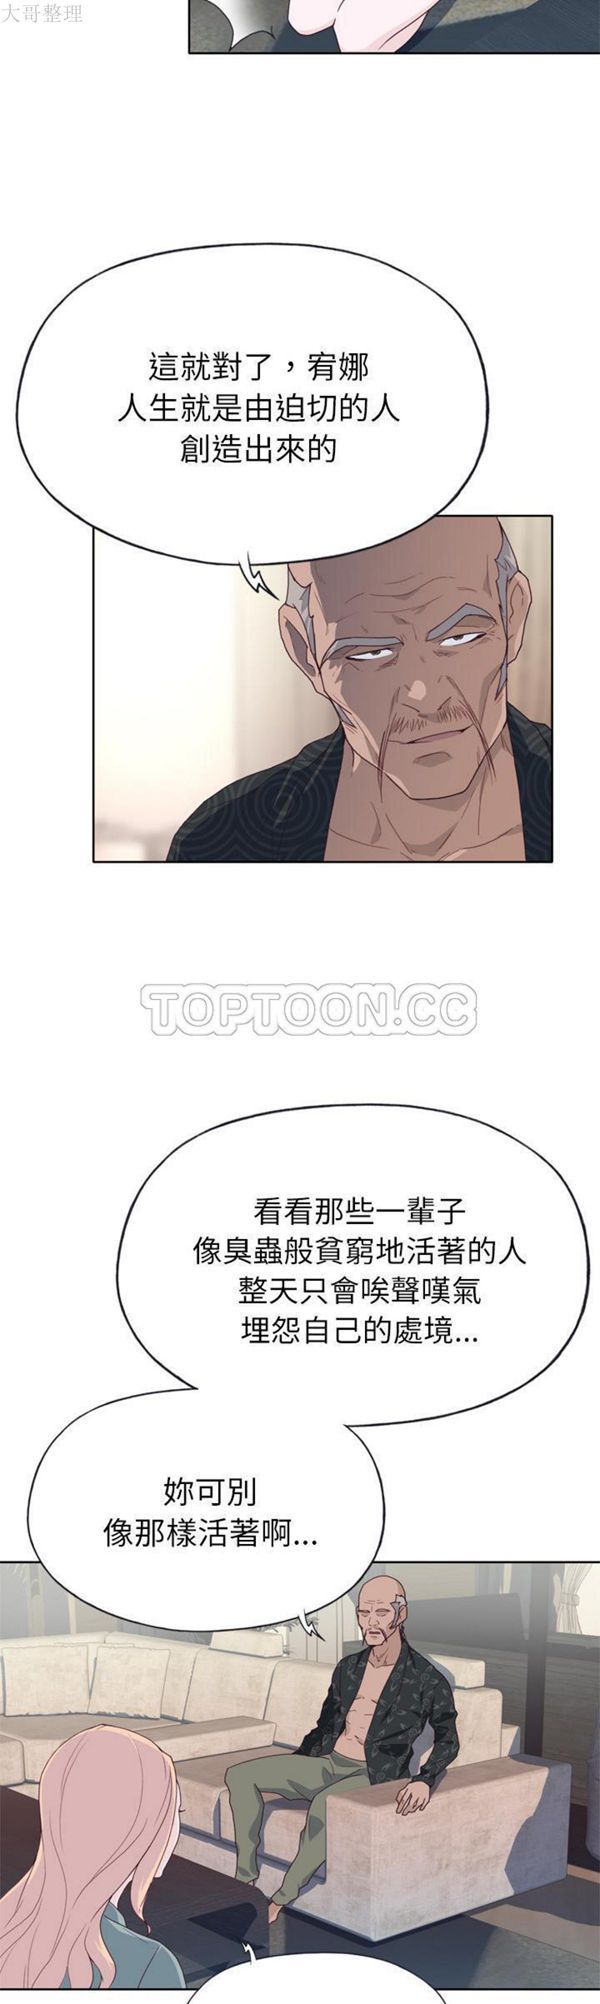 大哥整理
這就對了，宥娜
人生就是由迫切的人
創造出來的
TOPTOON.CC
看看那些一輩子
像臭蟲般貧窮地活著的人
整天只會唉聲嘆氣
埋怨自己的處境...
妳可別
像那樣活著啊...